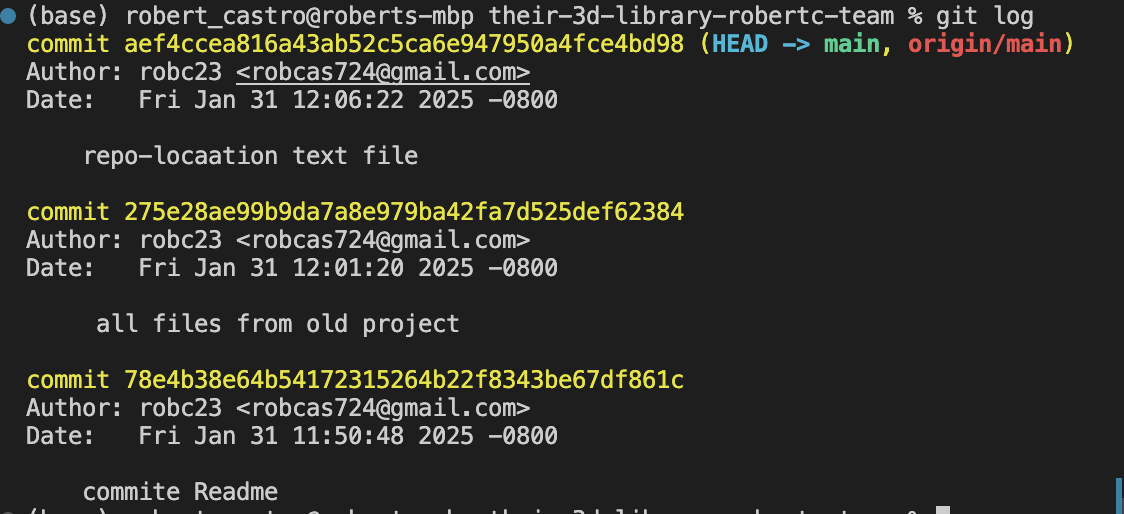 (base) robert_castro@roberts-mbp their-3d-library-robertc-team % git log
commit aef4ccea816a43ab52c5ca6e947950a4fce4bd98 (HEAD -> main, origin/main)
Author: robc23 <robcas724@gmail.com>
Date:   Fri Jan 31 12:06:22 2025 -0800
repo-locaation text file
commit 275e28ae99b9da7a8e979ba42fa7d525def62384
Author: robc23 <robcas724@gmail.com>
Date:   Fri Jan 31 12:01:20 2025 -0800
all files from old project
commit 78e4b38e64b54172315264b22f8343be67df861c
Author: robc23 <robcas724@gmail.com>
Date:   Fri Jan 31 11:50:48 2025 -0800
commite Readme